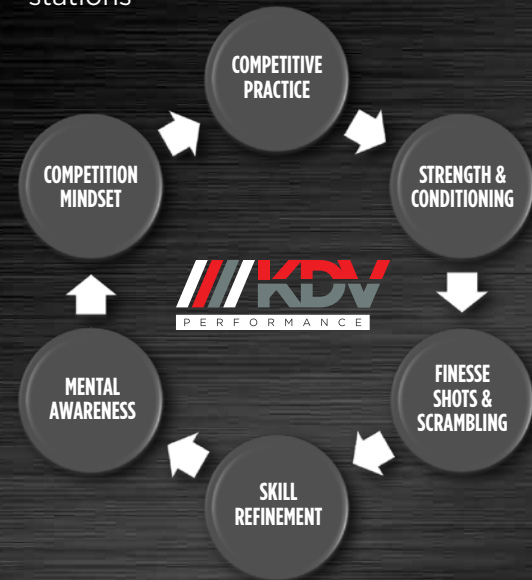 stations
COMPETITIVE
PRACTICE
STRENGTH &
CONDITIONING
FINESSE
SHOTS &
SCRAMBLING
SKILL
REFINEMENT
MENTAL
AWARENESS
COMPETITION
MINDSET
KDV
PERFORMANCE